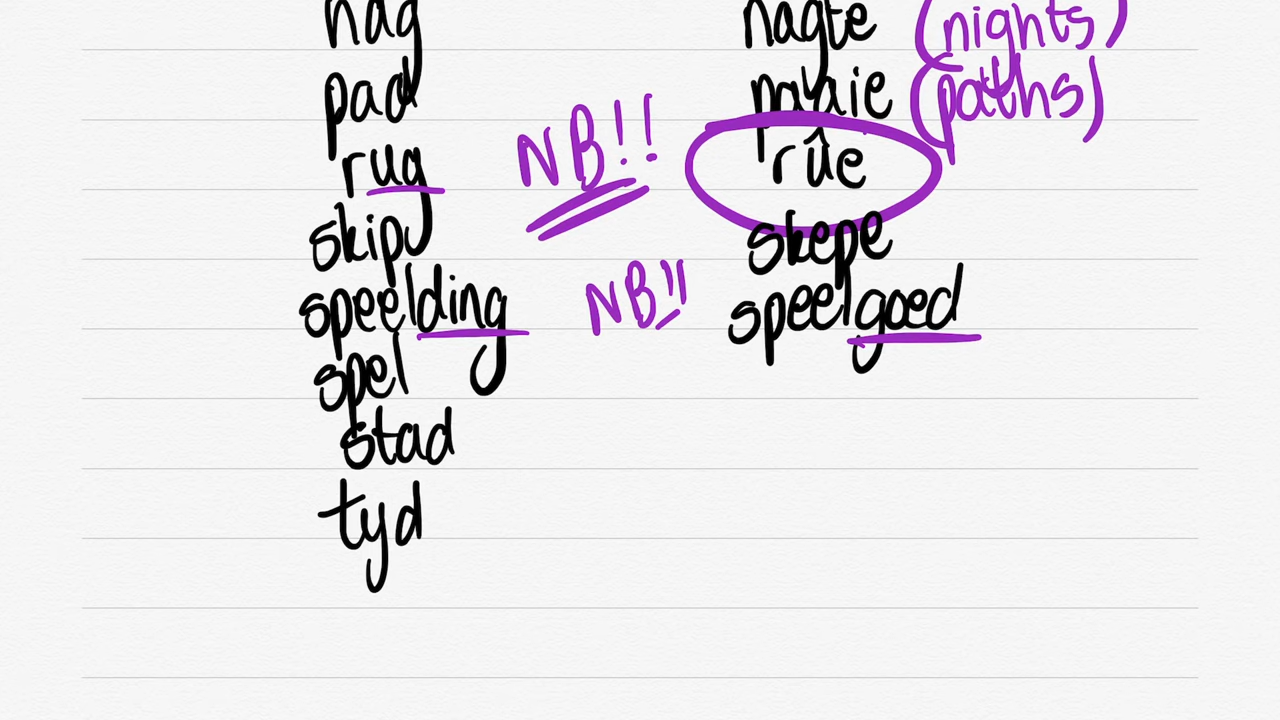 nag nagte (nights)
pad paaie (paths)
rug NB!! rûe
skip skepe
speelding NB!! speelgoed
spel
stad
tyd